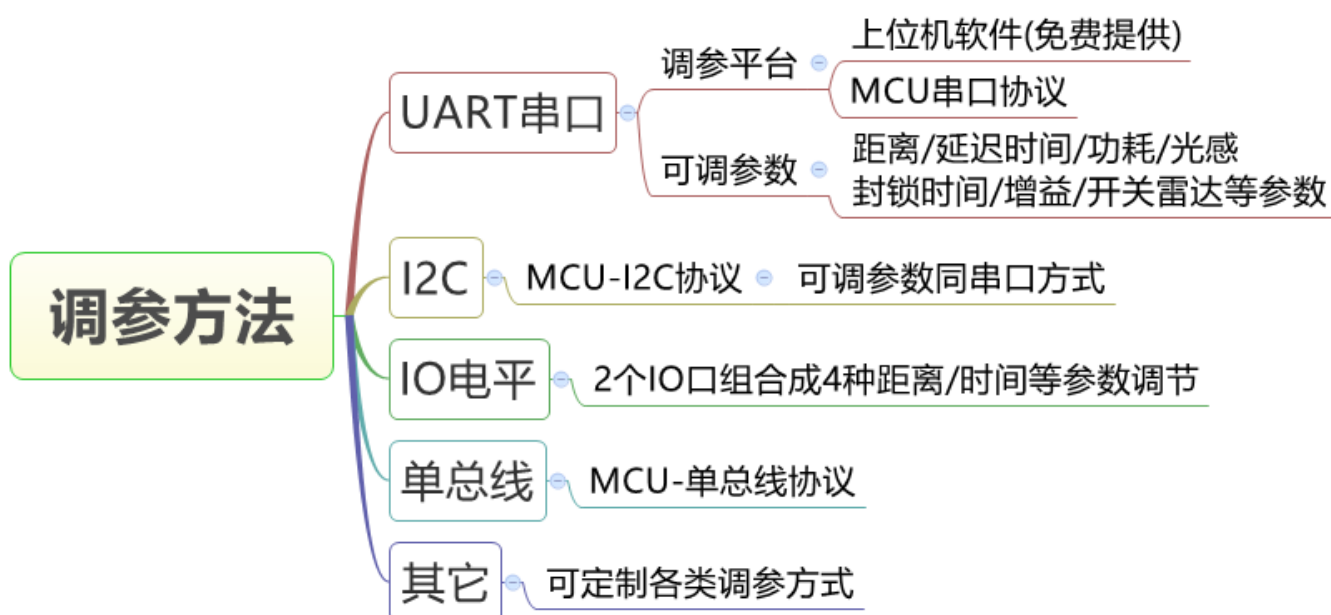 调参方法
UART串口
调参平台
上位机软件(免费提供)
MCU串口协议
可调参数
距离/延迟时间/功耗/光感
封锁时间/增益/开关雷达等参数
I2C
MCU-I2C协议
可调参数同串口方式
IO电平
2个IO口组合成4种距离/时间等参数调节
单总线
MCU-单总线协议
其它
可定制各类调参方式